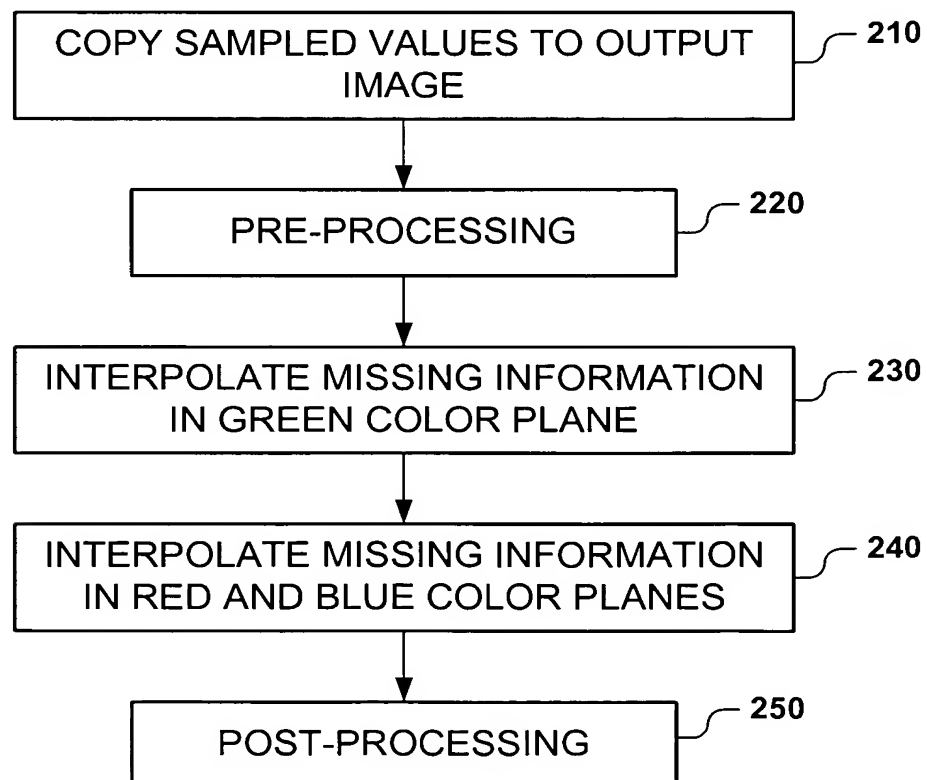 COPY SAMPLED VALUES TO OUTPUT
IMAGE
210
PRE-PROCESSING
220
INTERPOLATE MISSING INFORMATION
IN GREEN COLOR PLANE
230
INTERPOLATE MISSING INFORMATION
IN RED AND BLUE COLOR PLANES
240
POST-PROCESSING
250